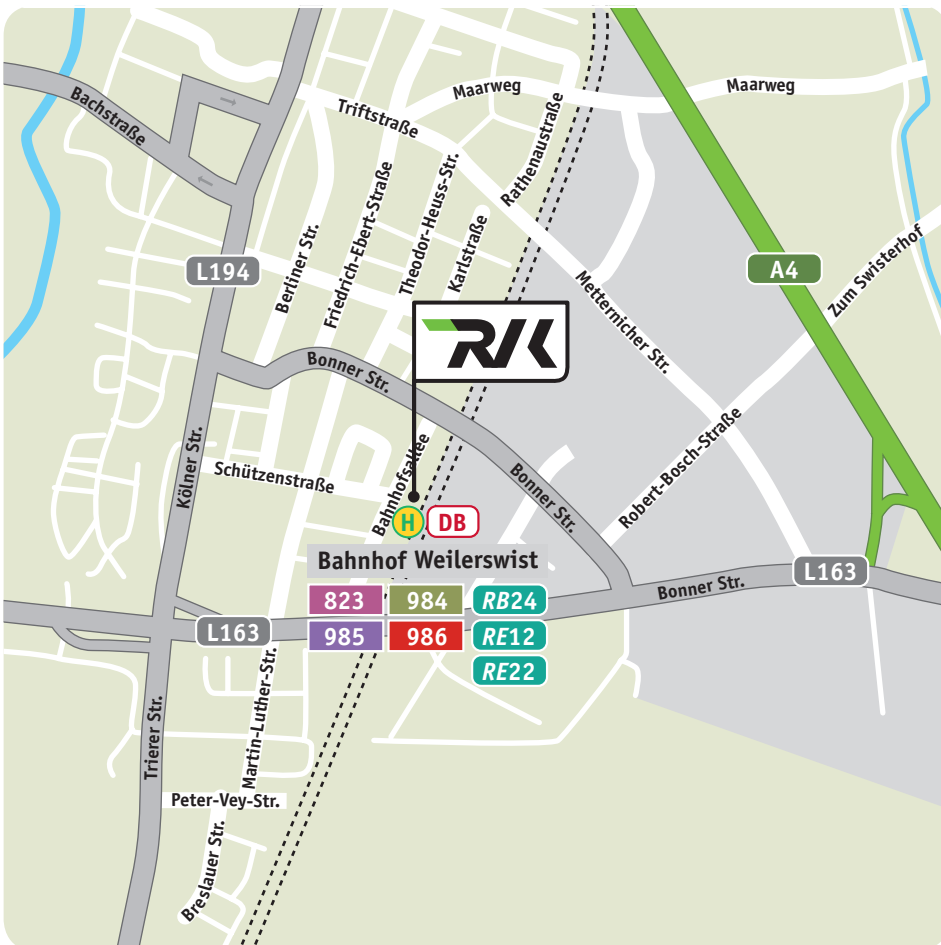 Bachstraße
Triftstraße
Maarweg
Maarweg
Rathenaustraße
L194
Berliner Str.
Friedrich-Ebert-Straße
Theodor-Heuss-Str.
Karlstraße
A4
Zum Swisterhof
Metternicher Str.
RVK
Bonner Str.
Kölner Str.
Schützenstraße
Bahnhofsallee
Bonner Str.
Robert-Bosch-Straße
H DB
Bahnhof Weilerswist
823 984 RB24
985 986 RE12
RE22
L163
Bonner Str.
L163
Trierer Str.
Martin-Luther-Str.
Peter-Vey-Str.
Breslauer Str.